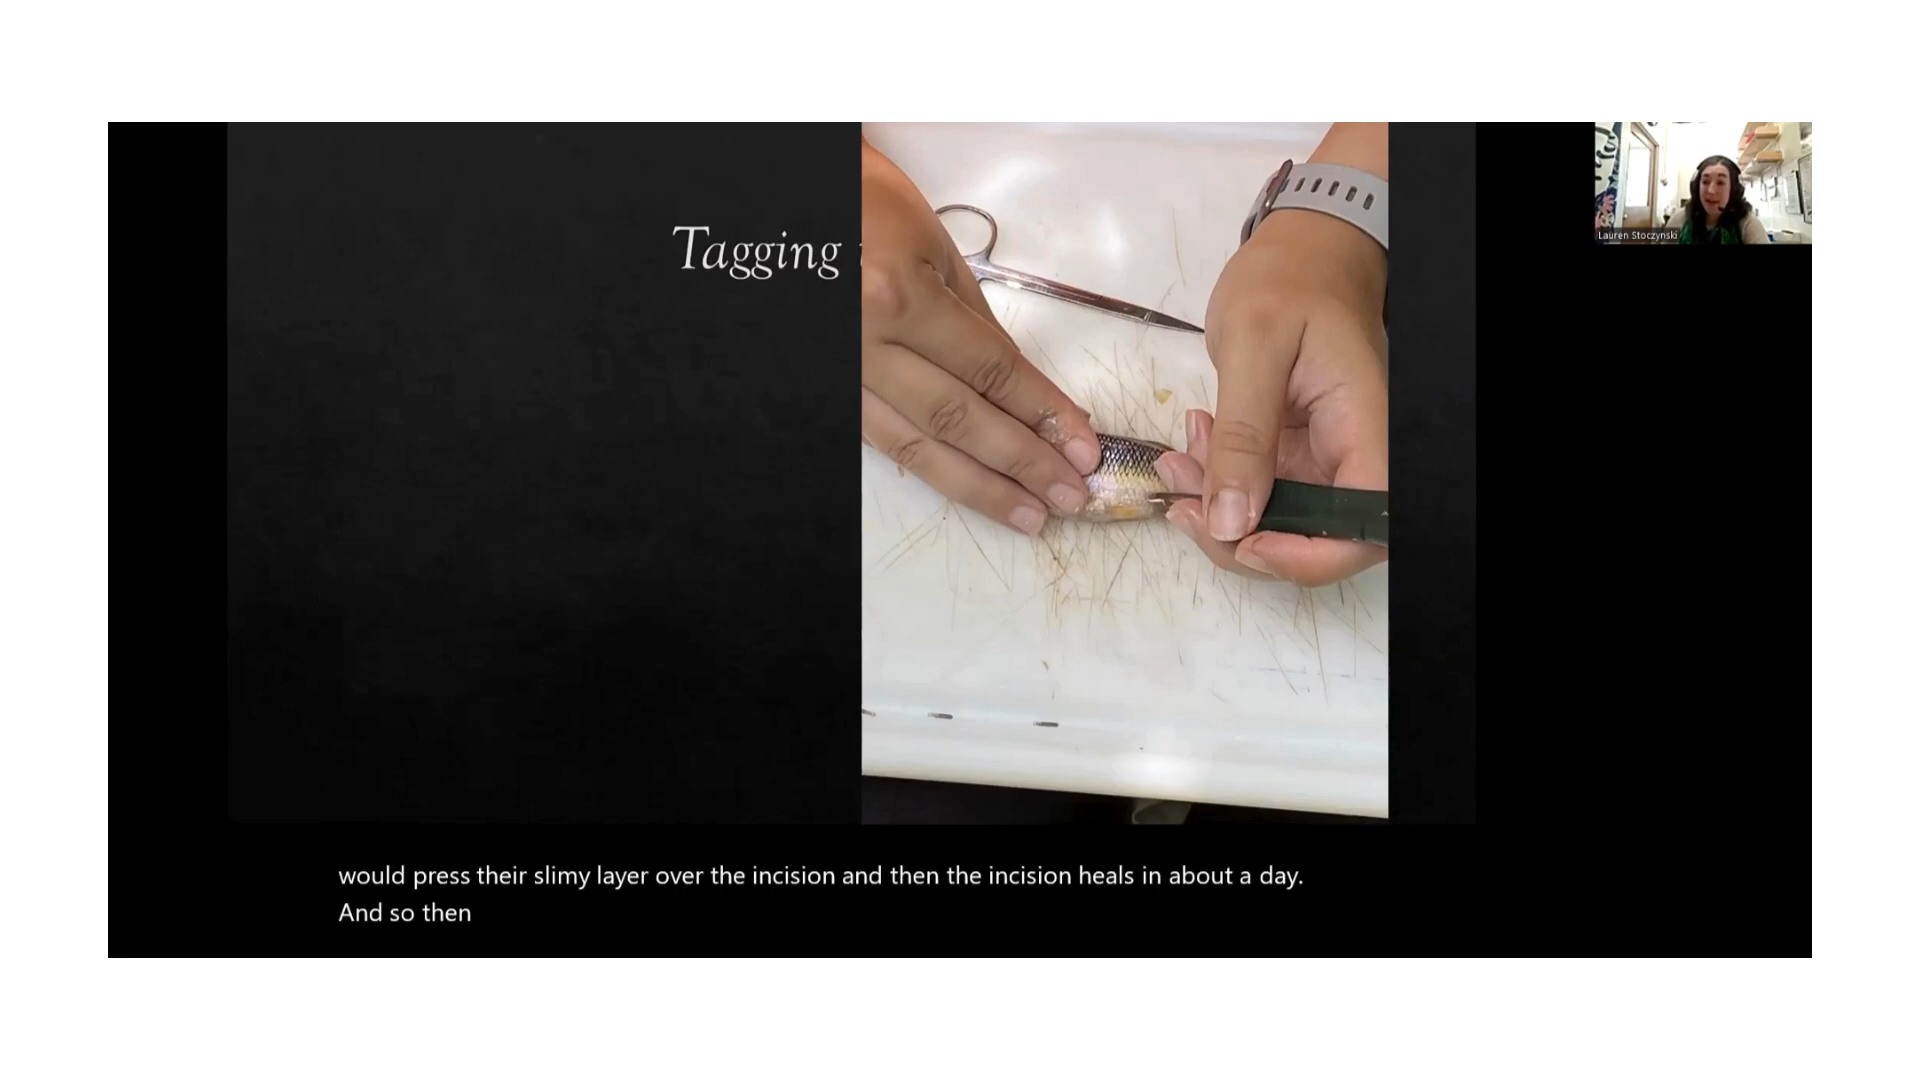 Lauren Stoczynski
Tagging
would press their slimy layer over the incision and then the incision heals in about a day.
And so then